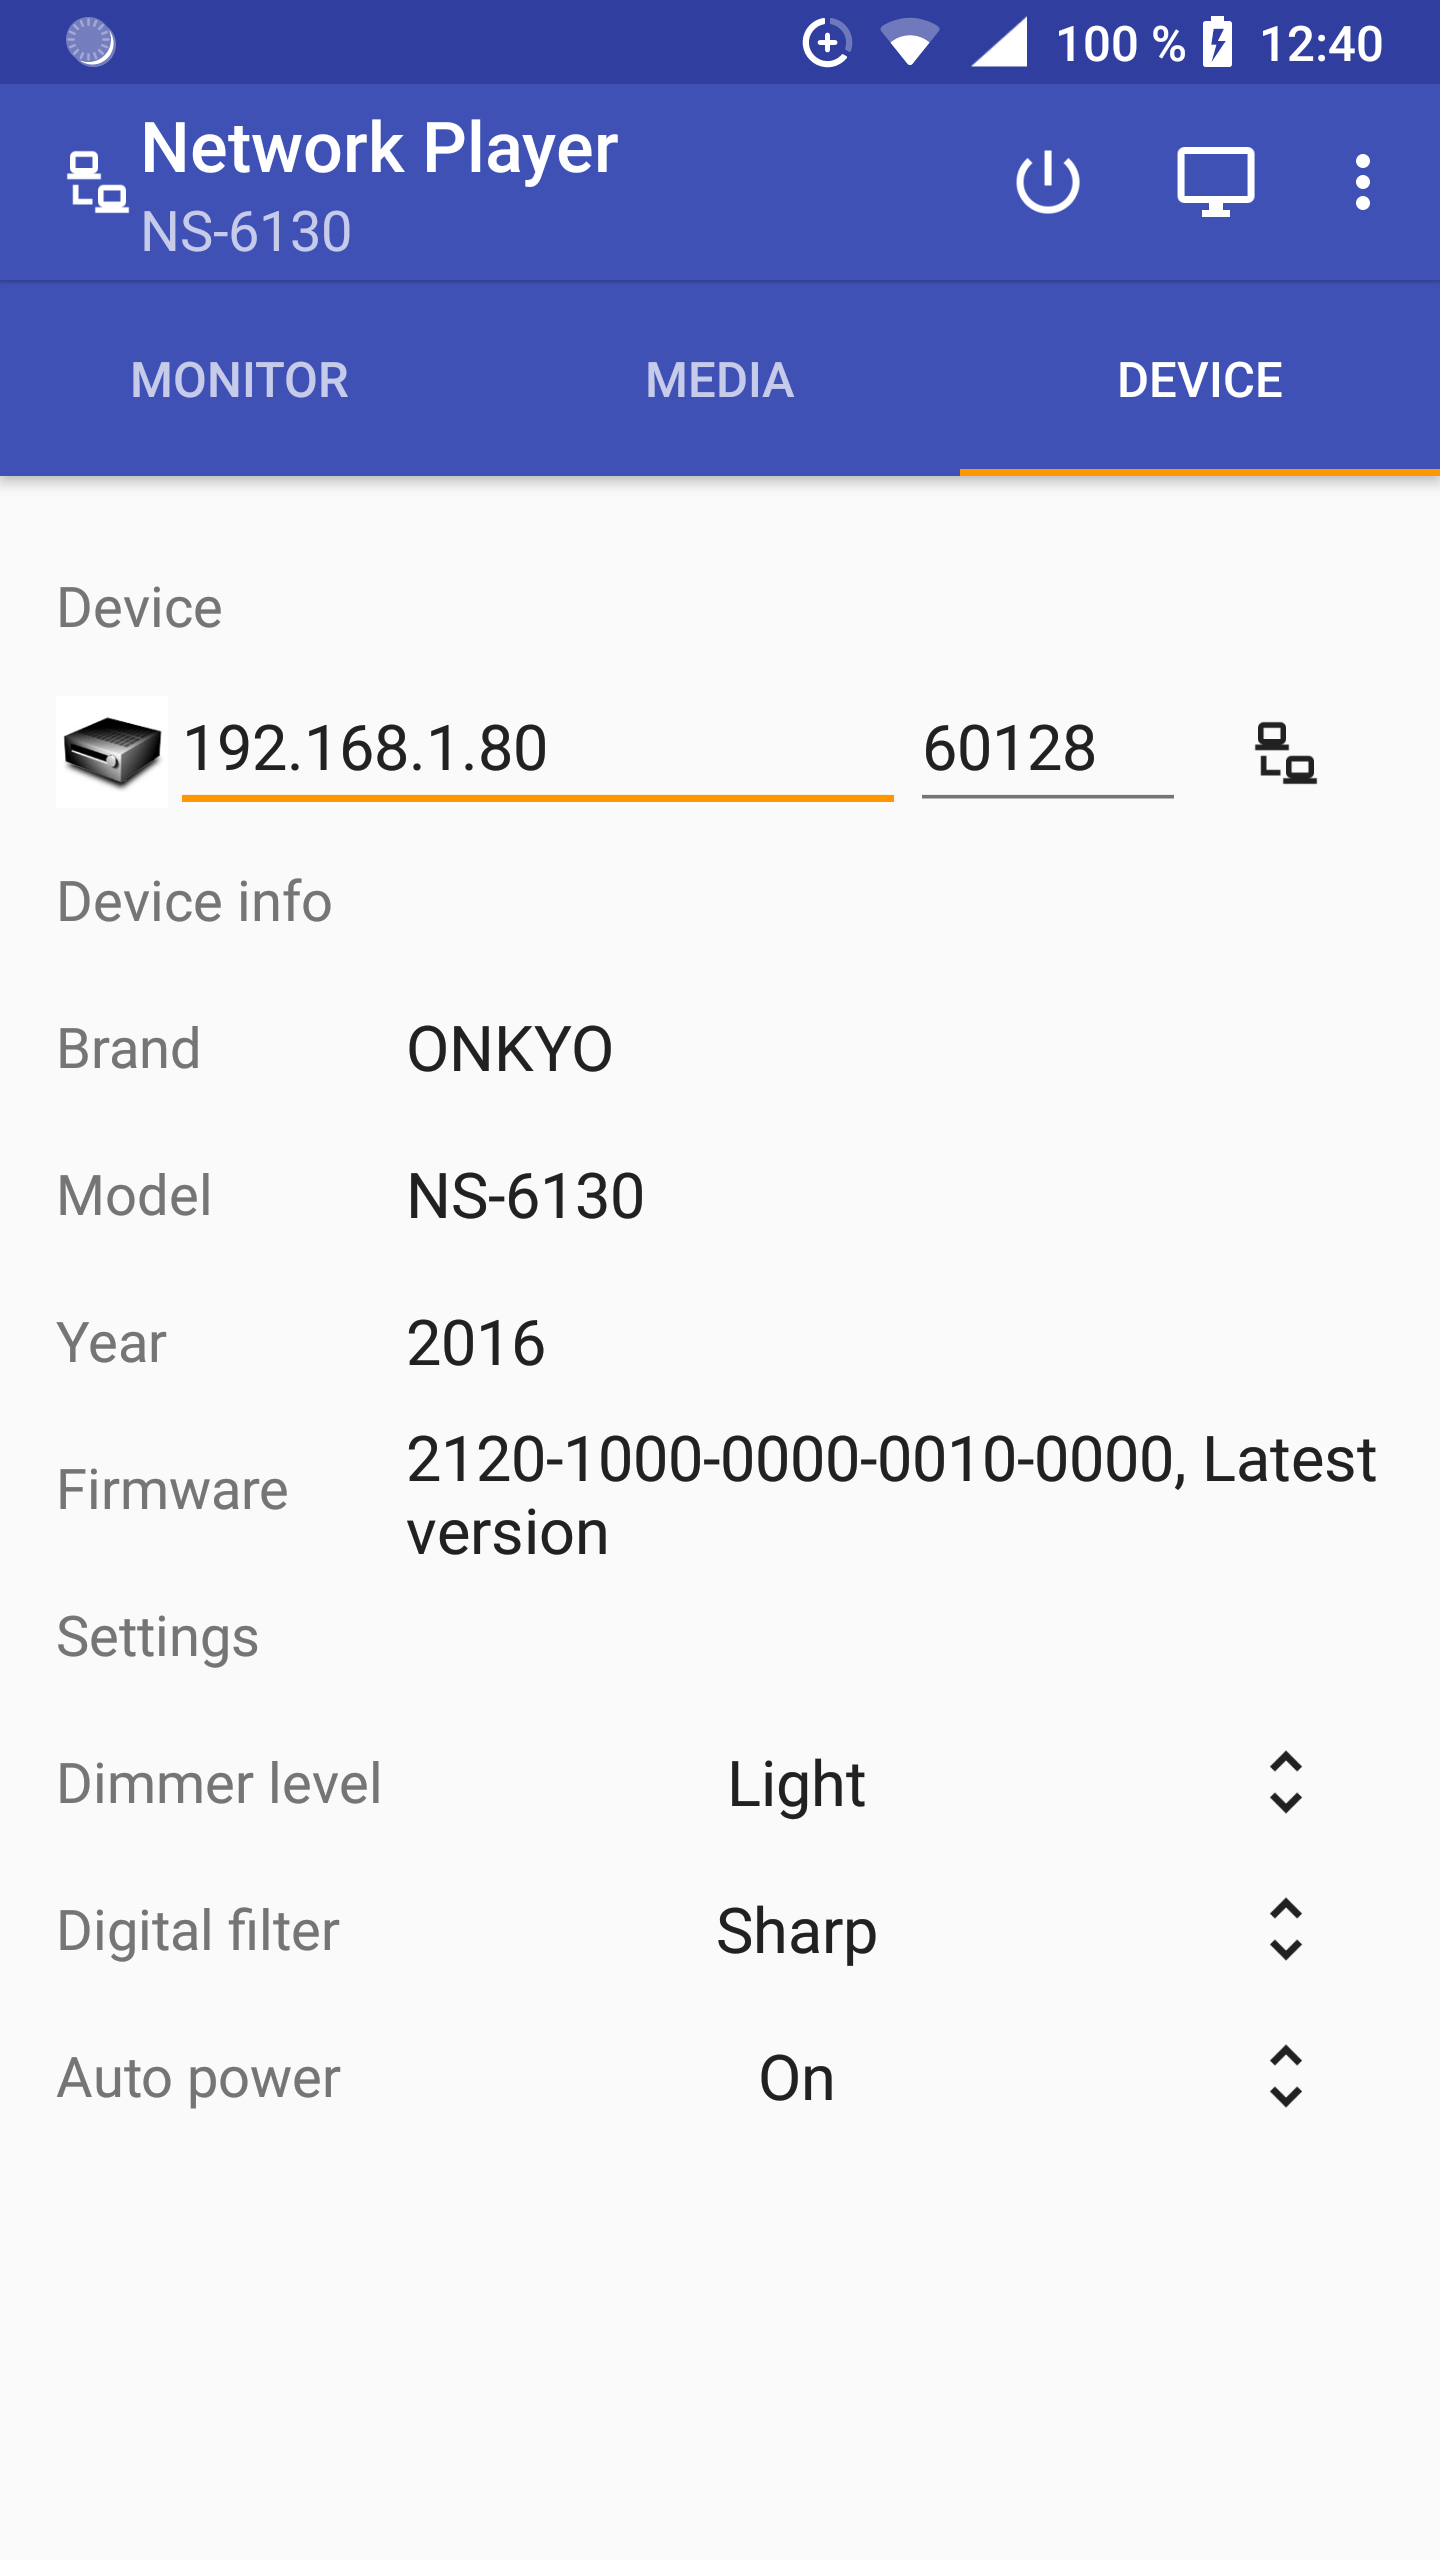 100 % 12:40
Network Player
NS-6130
MONITOR MEDIA DEVICE
Device
192.168.1.80 60128
Device info
Brand ONKYO
Model NS-6130
Year 2016
Firmware 2120-1000-0000-0010-0000, Latest
version
Settings
Dimmer level Light
Digital filter Sharp
Auto power On